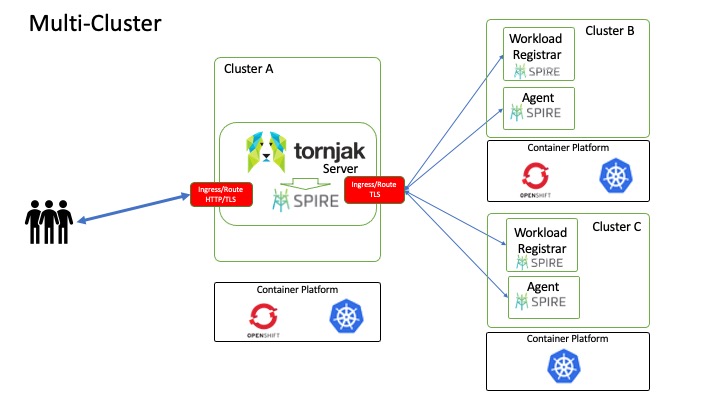 Multi-Cluster
Cluster A
tornjak
Server
SPIRE
Ingress/Route
HTTP/TLS
Ingress/Route
TLS
Container Platform
OPENSHIFT
Cluster B
Workload
Registrar
SPIRE
Agent
SPIRE
Container Platform
OPENSHIFT
Cluster C
Workload
Registrar
SPIRE
Agent
SPIRE
Container Platform